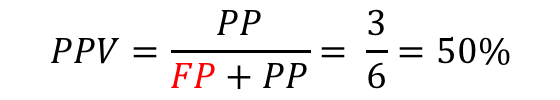 PPV = PP / (FP + PP) = 3 / 6 = 50%